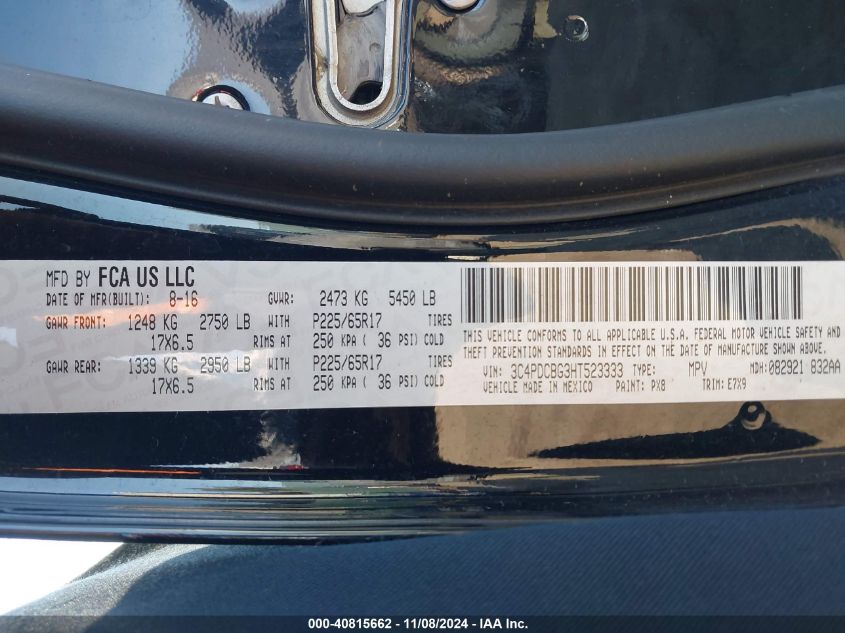 MFD BY FCA US LLC
DATE OF MFR(BUILT): 8-16 GVWR: 2473 KG 5450 LB
GAWR FRONT: 1248 KG 2750 LB WITH P225/65R17 TIRES
17X6.5 RIMS AT 250 KPA ( 36 PSI) COLD
GAWR REAR: 1339 KG 2950 LB WITH P225/65R17 TIRES
17X6.5 RIMS AT 250 KPA ( 36 PSI) COLD
THIS VEHICLE CONFORMS TO ALL APPLICABLE U.S.A. FEDERAL MOTOR VEHICLE SAFETY AND
THEFT PREVENTION STANDARDS IN EFFECT ON THE DATE OF MANUFACTURE SHOWN ABOVE.
VIN: 3C4PDCBG3HT523333 TYPE: MPV MDH: 082921 832AA
VEHICLE MADE IN MEXICO PAINT: PX8 TRIM: E7X9
000-40815662 - 11/08/2024 - IAA Inc.